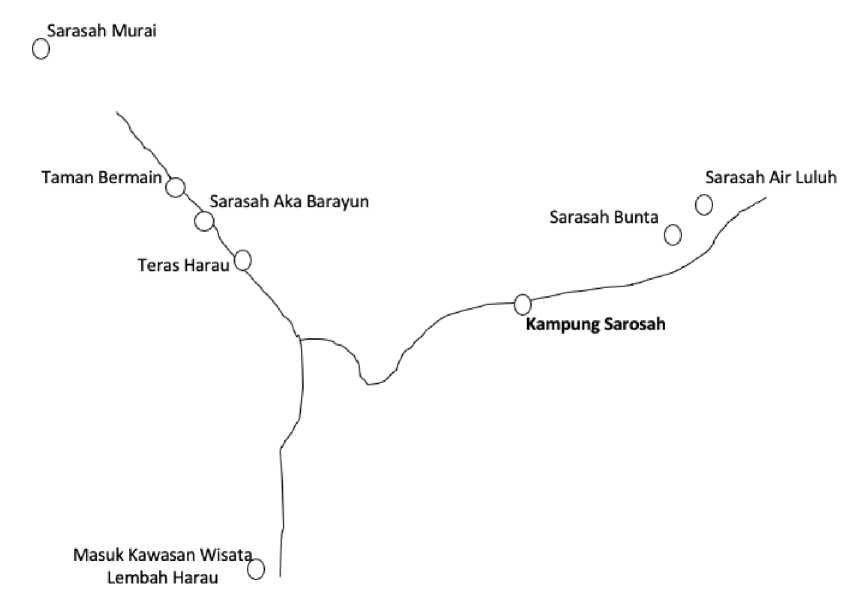 Sarasah Murai
Taman Bermain
Sarasah Aka Barayun
Teras Harau
Sarasah Air Luluh
Sarasah Bunta
Kampung Sarosah
Masuk Kawasan Wisata
Lembah Harau